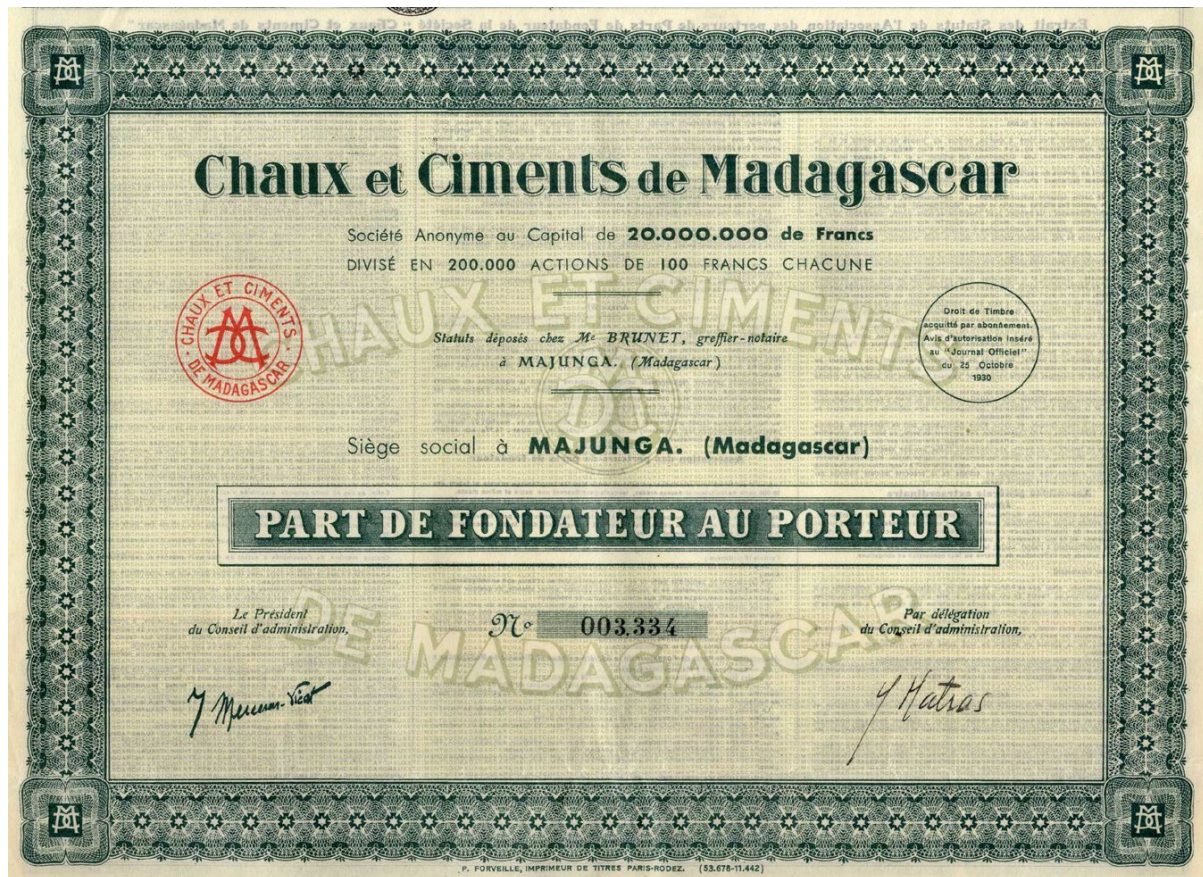 Chaux et Ciments de Madagascar
Société Anonyme au Capital de 20.000.000 de Francs
DIVISÉ EN 200.000 ACTIONS DE 100 FRANCS CHACUNE
CHAUX ET CIMENTS
DE MADAGASCAR
Statuts déposés chez Me BRUNET, greffier-notaire
à MAJUNGA. (Madagascar)
Droit de Timbre
acquitté par abonnement.
Avis d'autorisation inséré
au "Journal Officiel"
du 25 Octobre
1930
CHAUX ET CIMENTS
Siège social à MAJUNGA. (Madagascar)
PART DE FONDATEUR AU PORTEUR
Le Président
du Conseil d'administration,
No 003,334
Par délégation
du Conseil d'administration,
DE MADAGASCAR
P. FORVEILLE, IMPRIMEUR DE TITRES PARIS-RODEZ. (53.678-11.442)